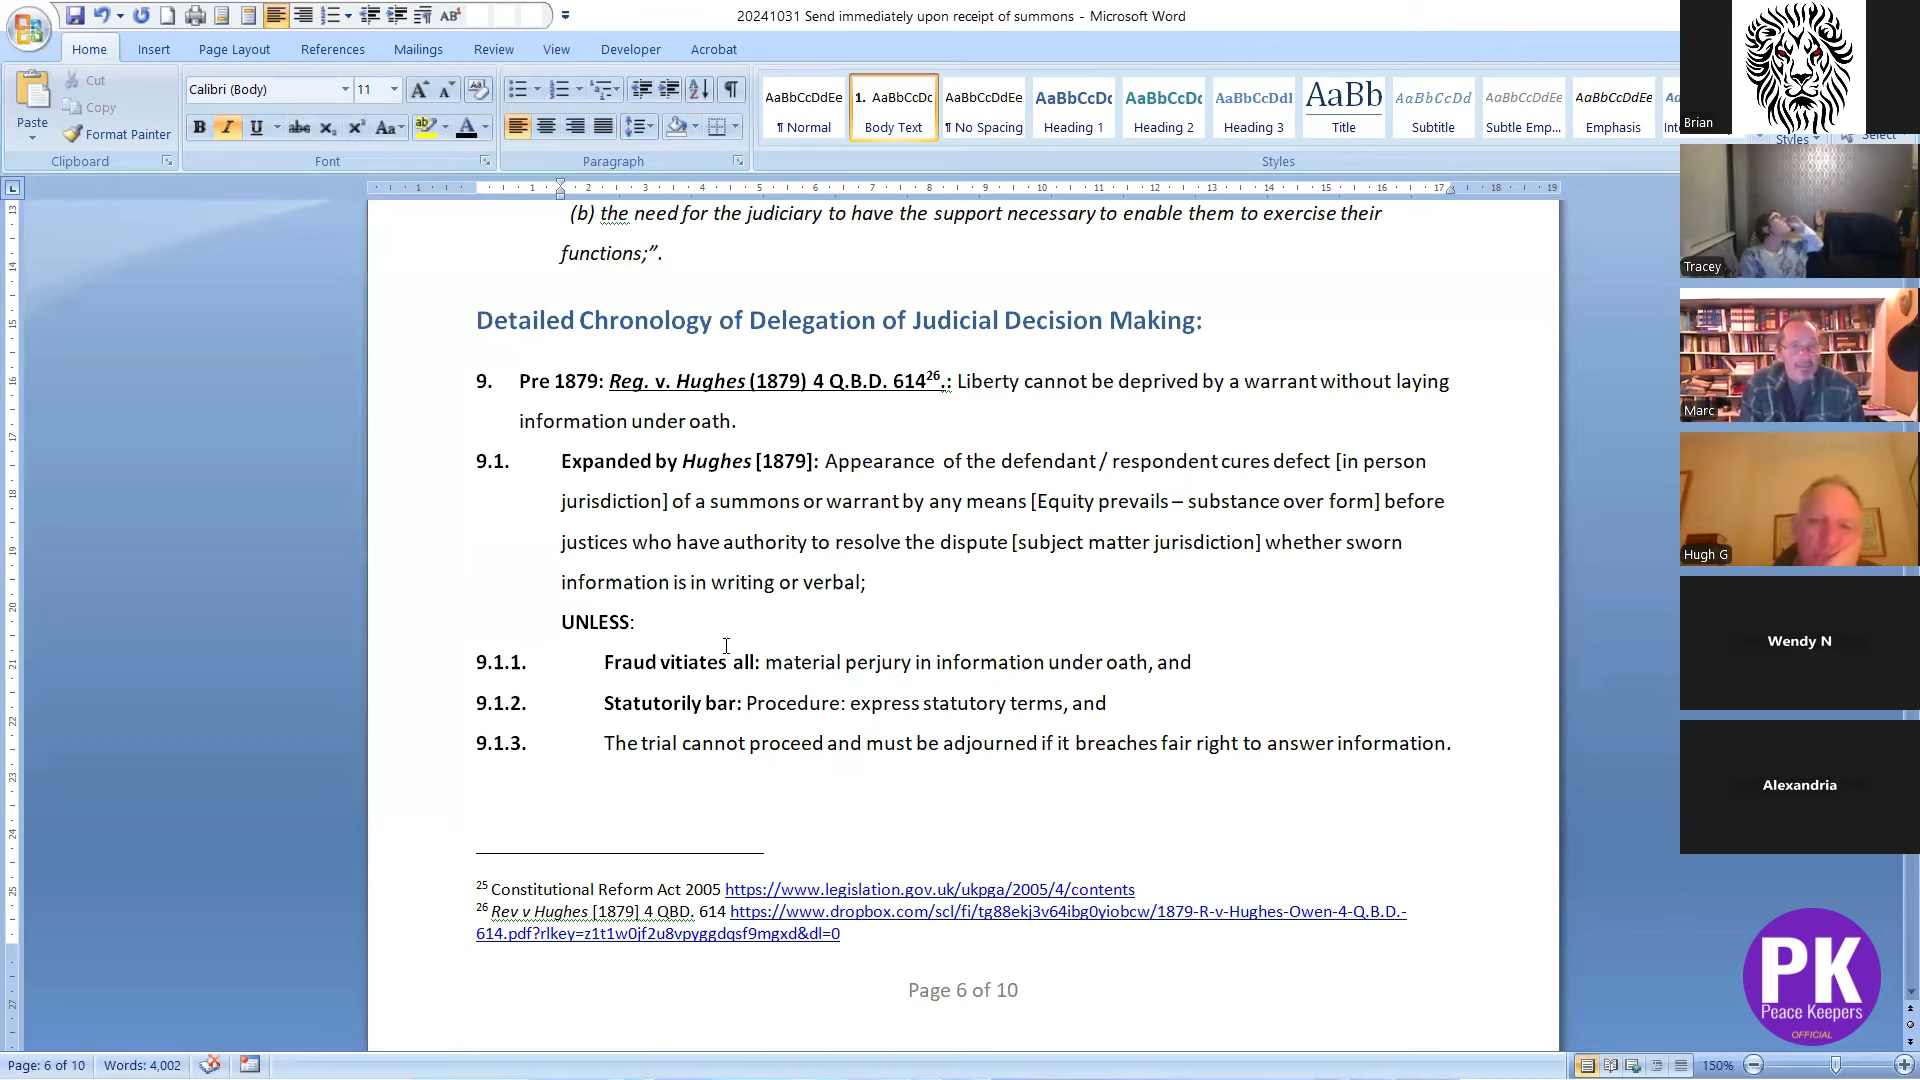 20241031 Send immediately upon receipt of summons - Microsoft Word
Home Insert Page Layout References Mailings Review View Developer Acrobat
Paste
Cut
Copy
Format Painter
Clipboard
Calibri (Body) 11
Font
Paragraph
AaBbCcDdEe ¶ Normal
1. AaBbCcDc Body Text
AaBbCcDdEe ¶ No Spacing
AaBbCcDc Heading 1
AaBbCcDc Heading 2
AaBbCcDdI Heading 3
AaBb Title
AaBbCcDd Subtitle
AaBbCcDdEe Subtle Emp...
AaBbCcDdEe Emphasis
Styles
Styles
Select
(b) the need for the judiciary to have the support necessary to enable them to exercise their
functions;”.
Detailed Chronology of Delegation of Judicial Decision Making:
9. Pre 1879: Reg. v. Hughes (1879) 4 Q.B.D. 614²⁶.: Liberty cannot be deprived by a warrant without laying
information under oath.
9.1. Expanded by Hughes [1879]: Appearance of the defendant / respondent cures defect [in person
jurisdiction] of a summons or warrant by any means [Equity prevails – substance over form] before
justices who have authority to resolve the dispute [subject matter jurisdiction] whether sworn
information is in writing or verbal;
UNLESS:
9.1.1. Fraud vitiates all: material perjury in information under oath, and
9.1.2. Statutorily bar: Procedure: express statutory terms, and
9.1.3. The trial cannot proceed and must be adjourned if it breaches fair right to answer information.
²⁵ Constitutional Reform Act 2005 https://www.legislation.gov.uk/ukpga/2005/4/contents
²⁶ Rev v Hughes [1879] 4 QBD. 614 https://www.dropbox.com/scl/fi/tg88ekj3v64ibg0yiobcw/1879-R-v-Hughes-Owen-4-Q.B.D.-
614.pdf?rlkey=z1t1w0jf2u8vpyggdqsf9mgxd&dl=0
Page 6 of 10
Page: 6 of 10 Words: 4,002
150%
Brian
Tracey
Marc
Hugh G
Wendy N
Alexandria
PK
Peace Keepers
OFFICIAL